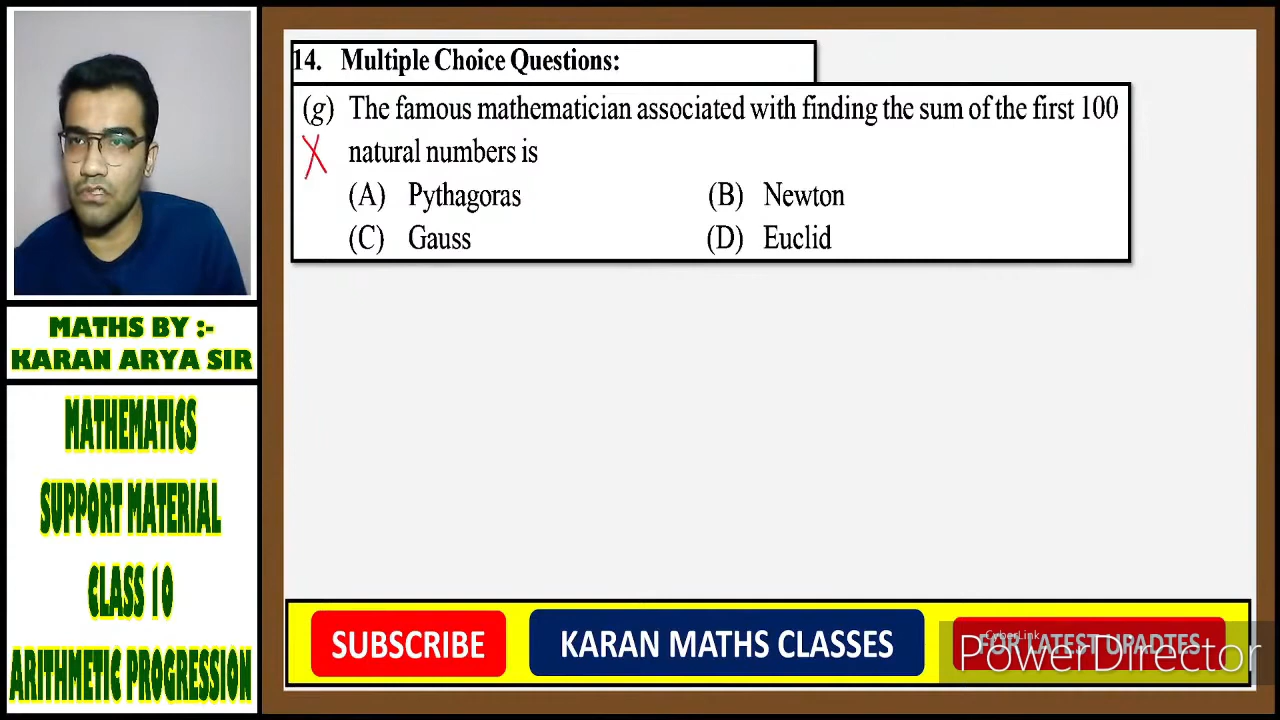 14. Multiple Choice Questions:
(g) The famous mathematician associated with finding the sum of the first 100
natural numbers is
(A) Pythagoras (B) Newton
(C) Gauss (D) Euclid
MATHS BY :-
KARAN ARYA SIR
MATHEMATICS
SUPPORT MATERIAL
CLASS 10
ARITHMETIC PROGRESSION
SUBSCRIBE
KARAN MATHS CLASSES
FOR LATEST UPADTES
CyberLink
PowerDirector